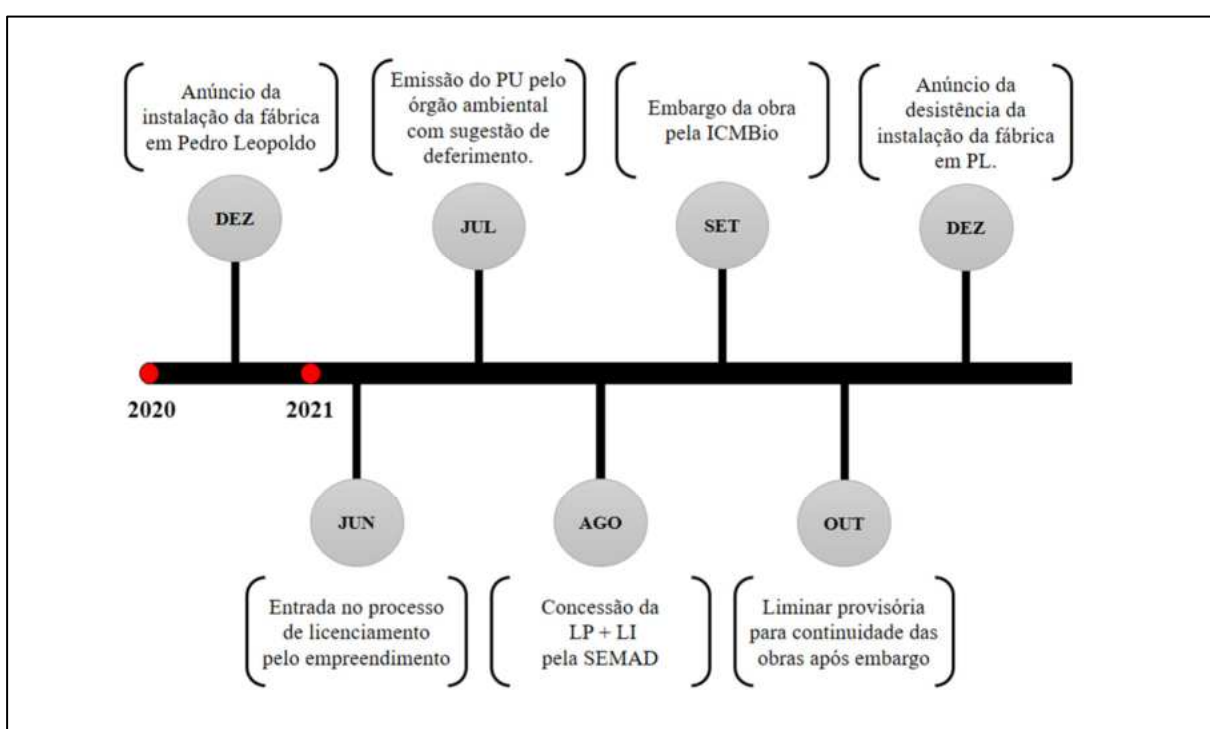 Anúncio da
instalação da fábrica
em Pedro Leopoldo
DEZ
Emissão do PU pelo
órgão ambiental
com sugestão de
deferimento.
JUL
Embargo da obra
pela ICMBio
SET
Anúncio da
desistência da
instalação da fábrica
em PL.
DEZ
2020
2021
JUN
Entrada no processo
de licenciamento
pelo empreendimento
AGO
Concessão da
LP + LI
pela SEMAD
OUT
Liminar provisória
para continuidade das
obras após embargo